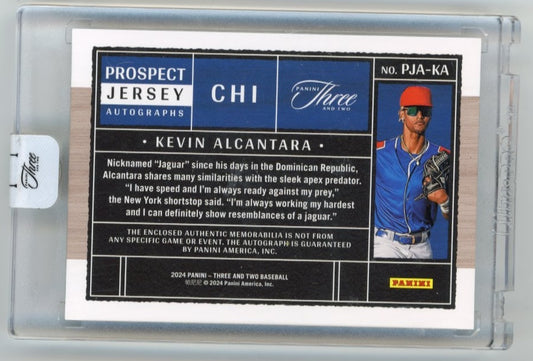 PROSPECT
JERSEY
AUTOGRAPHS
CHI
PANINI
Three
AND TWO
NO. PJA-KA
• KEVIN ALCANTARA •
Nicknamed “Jaguar” since his days in the Dominican Republic,
Alcantara shares many similarities with the sleek apex predator.
“I have speed and I’m always ready against my prey,”
the New York shortstop said. “I’m always working my hardest
and I can definitely show resemblances of a jaguar.”
THE ENCLOSED AUTHENTIC MEMORABILIA IS NOT FROM
ANY SPECIFIC GAME OR EVENT. THE AUTOGRAPH IS GUARANTEED
BY PANINI AMERICA, INC.
2024 PANINI – THREE AND TWO BASEBALL
帕尼尼 © 2024 Panini America, Inc.
PANINI
Three